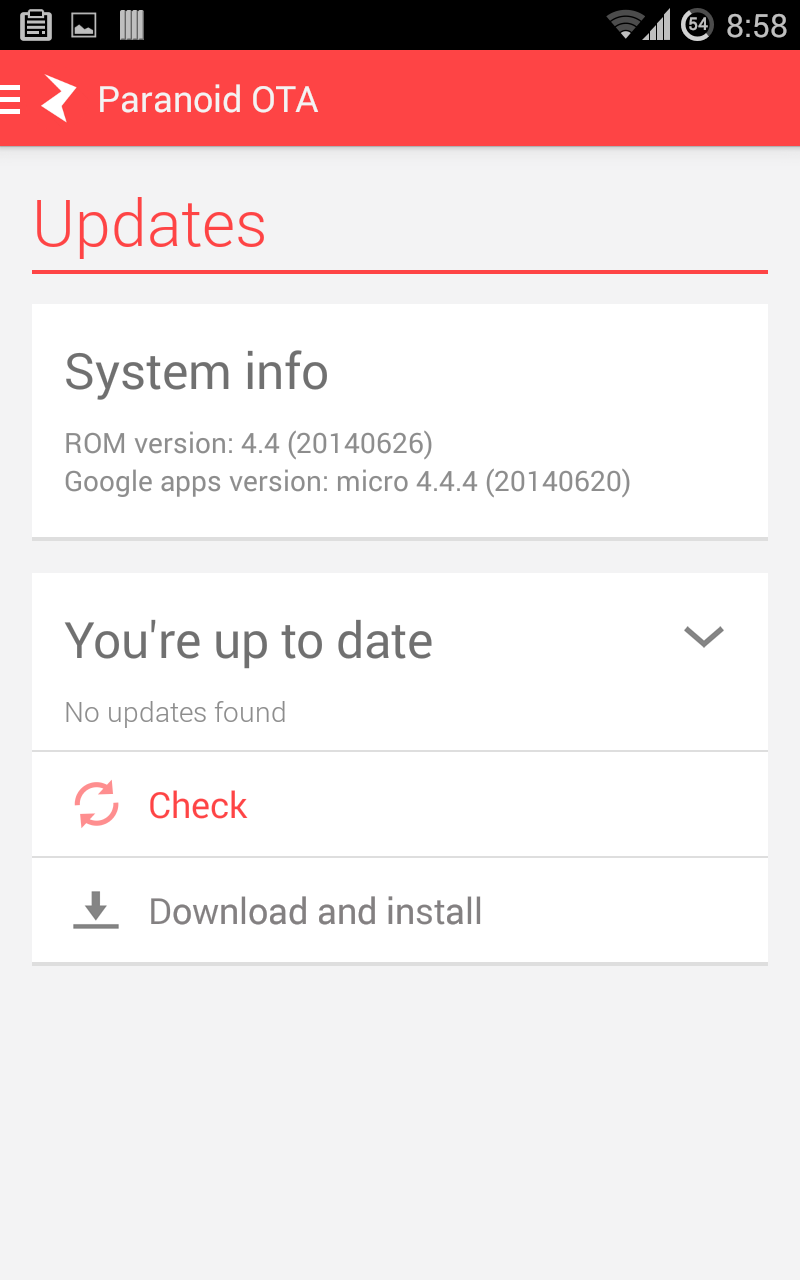 54 8:58
Paranoid OTA
Updates
System info
ROM version: 4.4 (20140626)
Google apps version: micro 4.4.4 (20140620)
You're up to date
No updates found
Check
Download and install